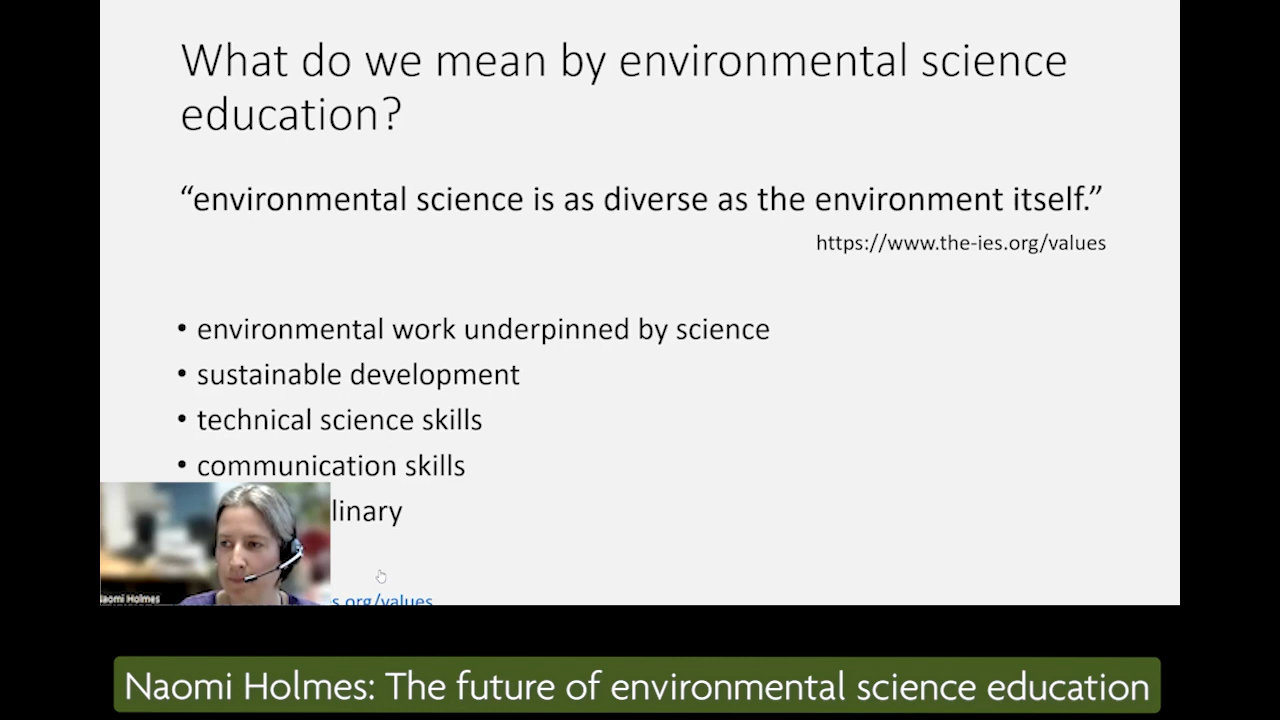 What do we mean by environmental science
education?
“environmental science is as diverse as the environment itself.”
https://www.the-ies.org/values
• environmental work underpinned by science
• sustainable development
• technical science skills
• communication skills
linary
s.org/values
Naomi Holmes
Naomi Holmes: The future of environmental science education